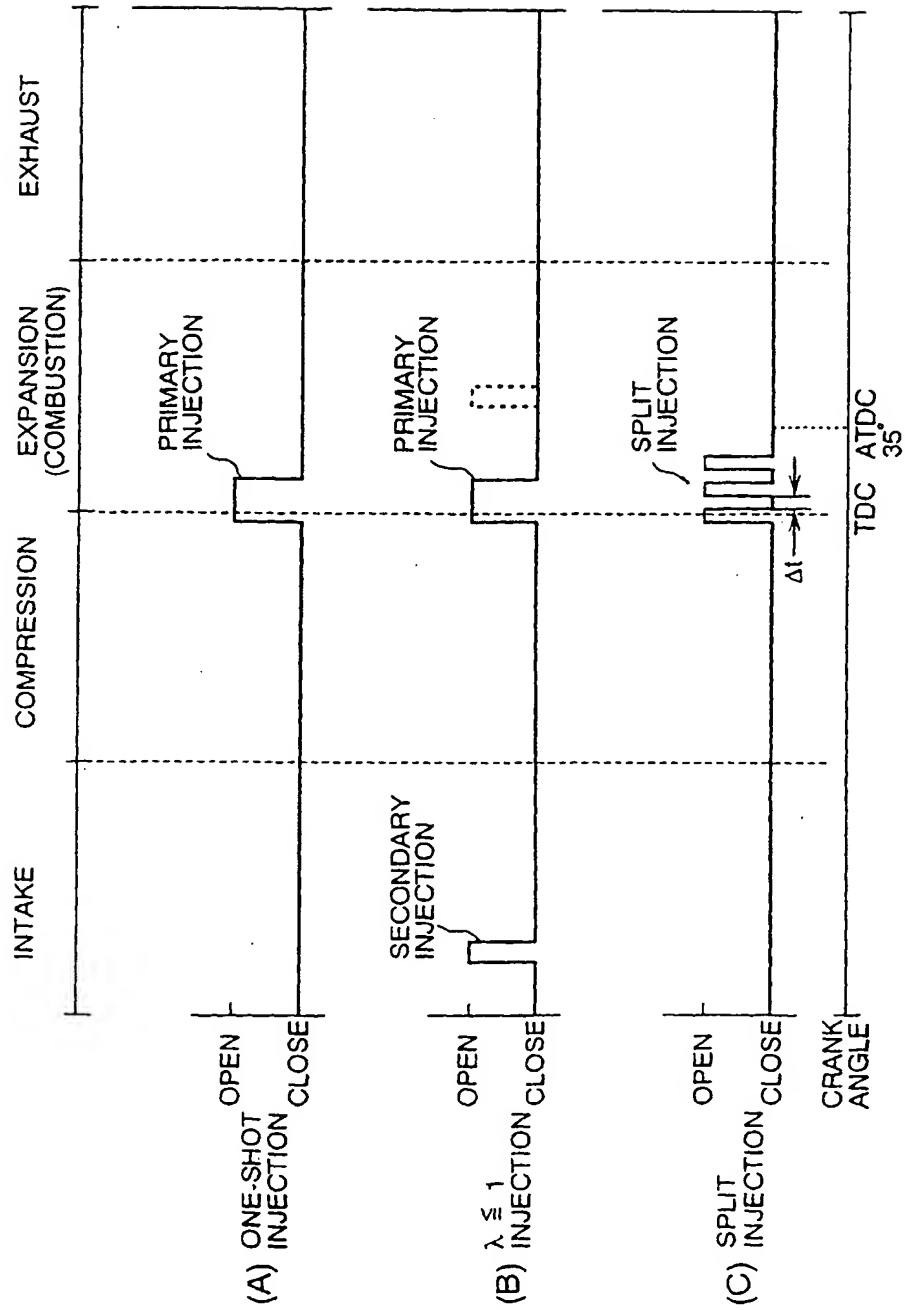 INTAKE
COMPRESSION
EXPANSION
(COMBUSTION)
EXHAUST
(A) ONE-SHOT
INJECTION
OPEN
CLOSE
PRIMARY
INJECTION
(B) λ ≦ 1
INJECTION
OPEN
CLOSE
SECONDARY
INJECTION
PRIMARY
INJECTION
(C) SPLIT
INJECTION
OPEN
CLOSE
SPLIT
INJECTION
Δt
CRANK
ANGLE
TDC
ATDC
35°